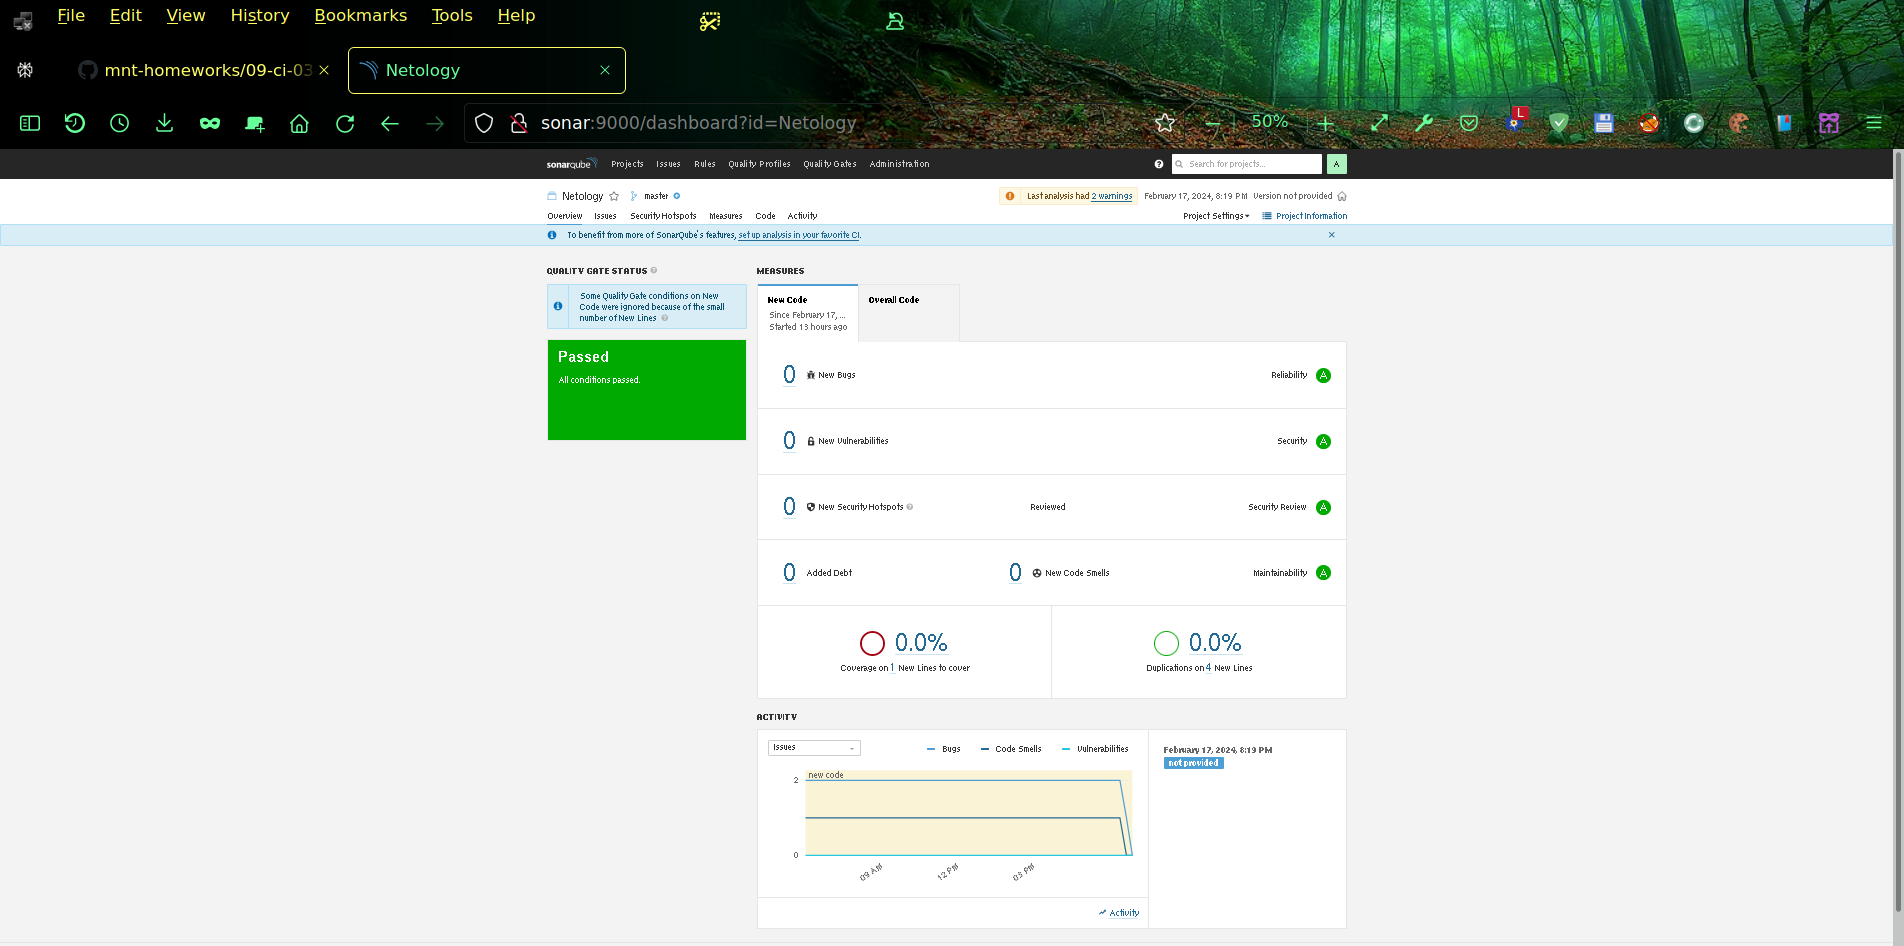 File Edit View History Bookmarks Tools Help
mnt-homeworks/09-ci-03
Netology
sonar:9000/dashboard?id=Netology
50%
L
sonarqube Projects Issues Rules Quality Profiles Quality Gates Administration
Search for projects...
A
Netology master
Last analysis had 2 warnings February 17, 2024, 8:19 PM Version not provided
Overview Issues Security Hotspots Measures Code Activity
Project Settings Project Information
To benefit from more of SonarQube's features, set up analysis in your favorite CI.
QUALITY GATE STATUS
Some Quality Gate conditions on New
Code were ignored because of the small
number of New Lines
Passed
All conditions passed.
MEASURES
New Code
Since February 17, ...
Started 13 hours ago
Overall Code
0 New Bugs Reliability A
0 New Vulnerabilities Security A
0 New Security Hotspots Reviewed Security Review A
0 Added Debt 0 New Code Smells Maintainability A
0.0%
Coverage on 1 New Lines to cover
0.0%
Duplications on 4 New Lines
ACTIVITY
Issues
Bugs Code Smells Vulnerabilities
new code
2
0
09 AM 12 PM 03 PM
Activity
February 17, 2024, 8:19 PM
not provided